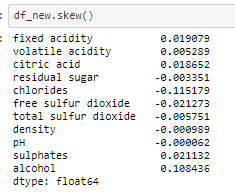 df_new.skew()
fixed acidity 0.019079
volatile acidity 0.005289
citric acid 0.018652
residual sugar -0.003351
chlorides -0.115179
free sulfur dioxide -0.021273
total sulfur dioxide -0.005751
density -0.000989
pH -0.000062
sulphates 0.021132
alcohol 0.108436
dtype: float64